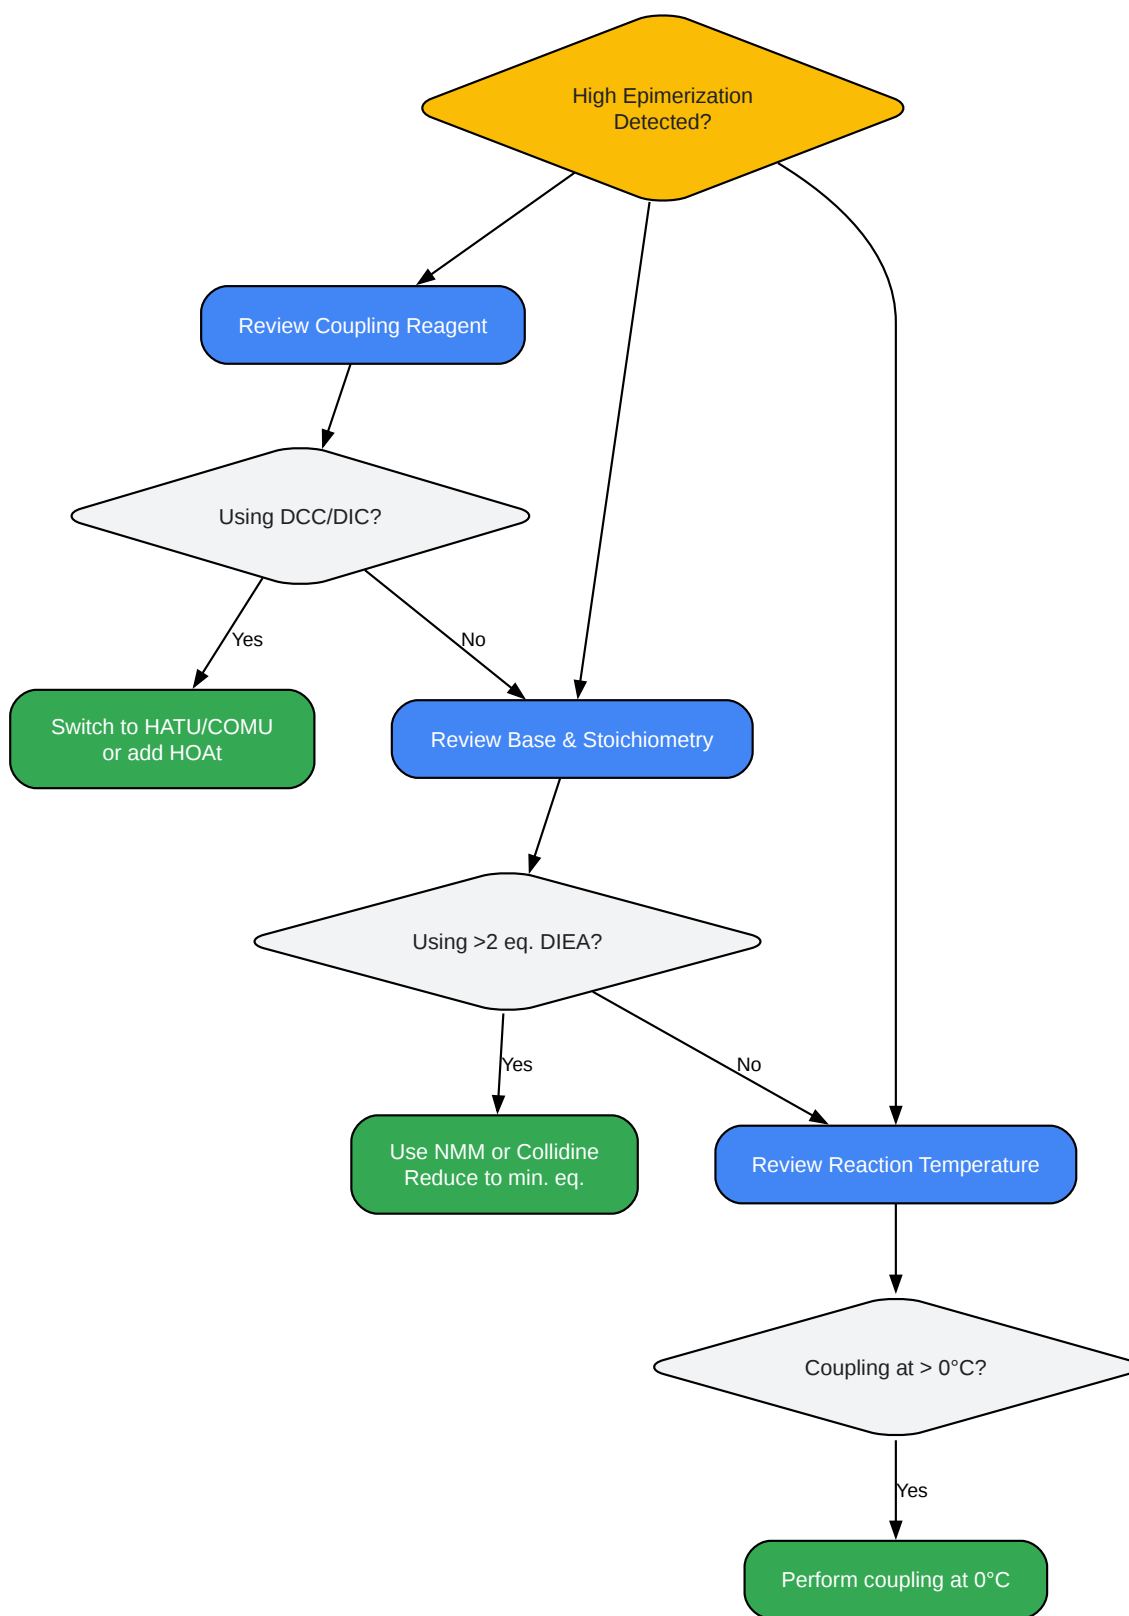 High Epimerization
Detected?
Review Coupling Reagent
Using DCC/DIC?
Yes
No
Switch to HATU/COMU
or add HOAt
Review Base & Stoichiometry
Using >2 eq. DIEA?
Yes
No
Use NMM or Collidine
Reduce to min. eq.
Review Reaction Temperature
Coupling at > 0°C?
Yes
Perform coupling at 0°C